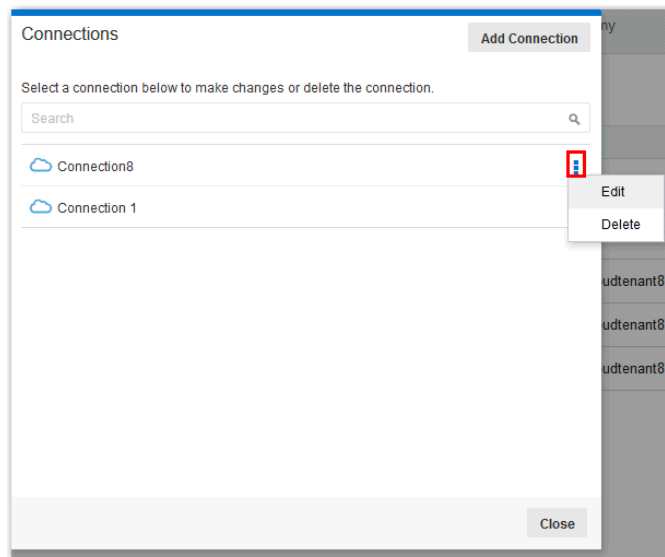 Connections
Add Connection
ny
Select a connection below to make changes or delete the connection.
Search
Connection8
Connection 1
Edit
Delete
udtenant8
udtenant8
udtenant8
Close